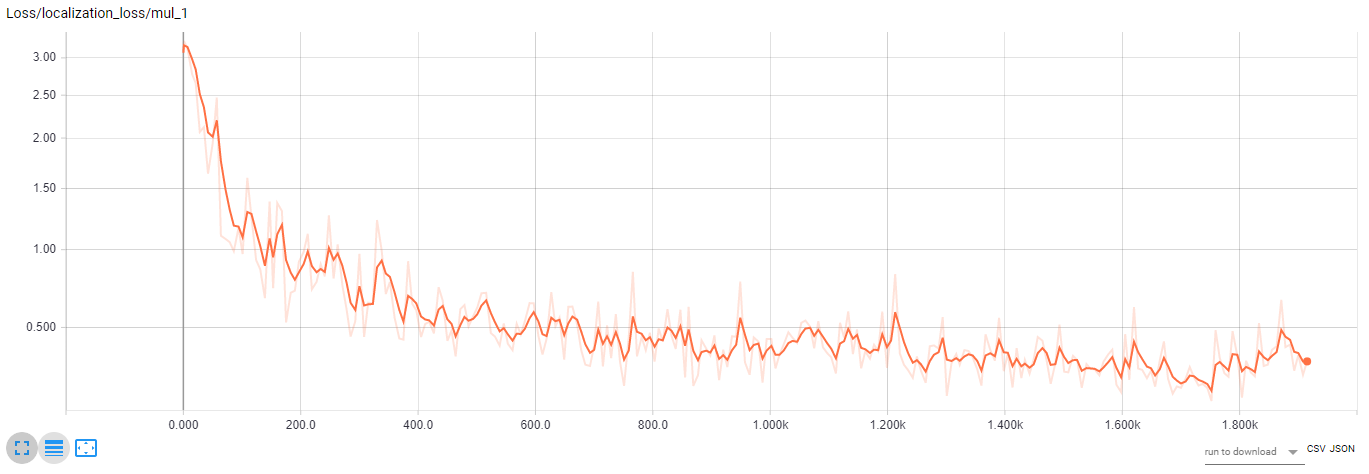 Loss/localization_loss/mul_1
3.00
2.50
2.00
1.50
1.00
0.500
0.000 200.0 400.0 600.0 800.0 1.000k 1.200k 1.400k 1.600k 1.800k
run to download CSV JSON